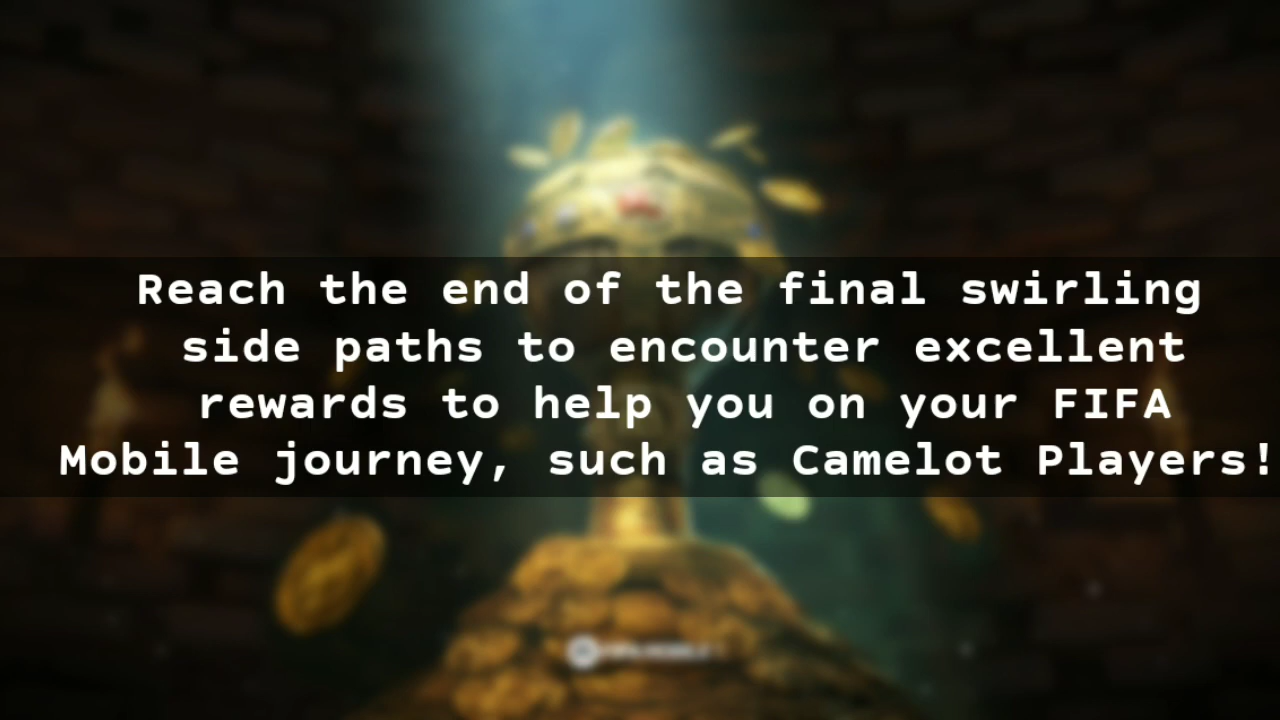 Reach the end of the final swirling
side paths to encounter excellent
rewards to help you on your FIFA
Mobile journey, such as Camelot Players!